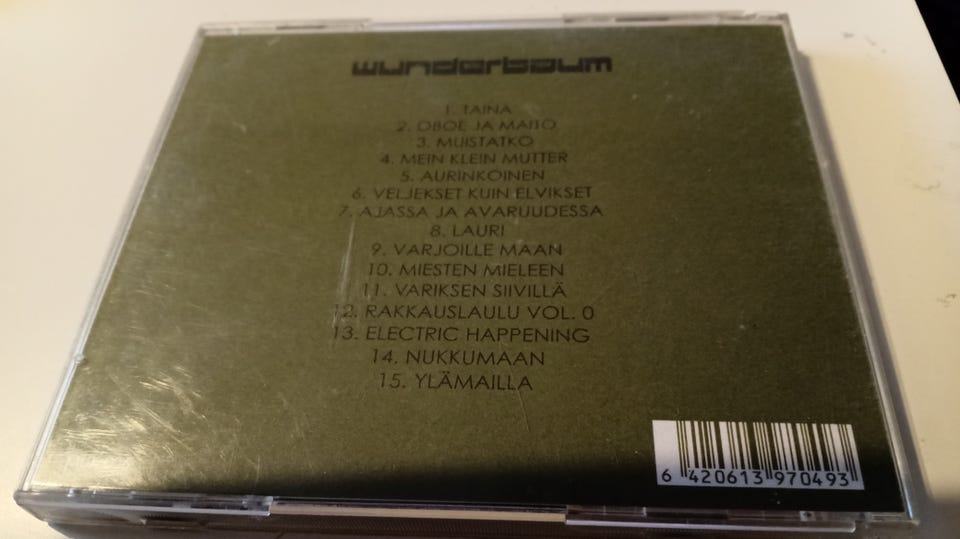 wunderbaum
1. TAINA
2. OBOE JA MAITO
3. MUISTATKO
4. MEIN KLEIN MUTTER
5. AURINKOINEN
6. VELJEKSET KUIN ELVIKSET
7. AJASSA JA AVARUUDESSA
8. LAURI
9. VARJOILLE MAAN
10. MIESTEN MIELEEN
11. VARIKSEN SIIVILLÄ
12. RAKKAUSLAULU VOL. 0
13. ELECTRIC HAPPENING
14. NUKKUMAAN
15. YLÄMAILLA
6 420613 970493